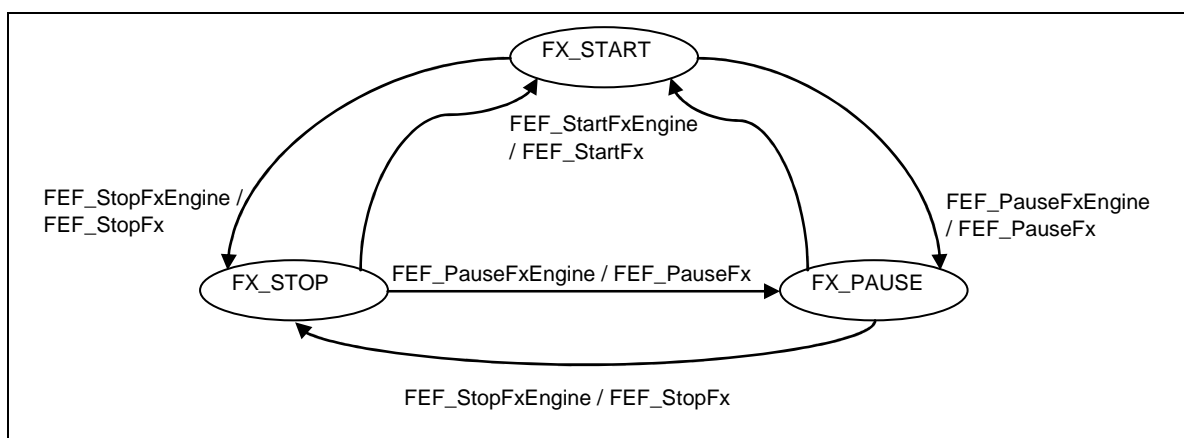 FX_START
FEF_StartFxEngine
/ FEF_StartFx
FEF_StopFxEngine /
FEF_StopFx
FEF_PauseFxEngine
/ FEF_PauseFx
FX_STOP
FEF_PauseFxEngine / FEF_PauseFx
FX_PAUSE
FEF_StopFxEngine / FEF_StopFx